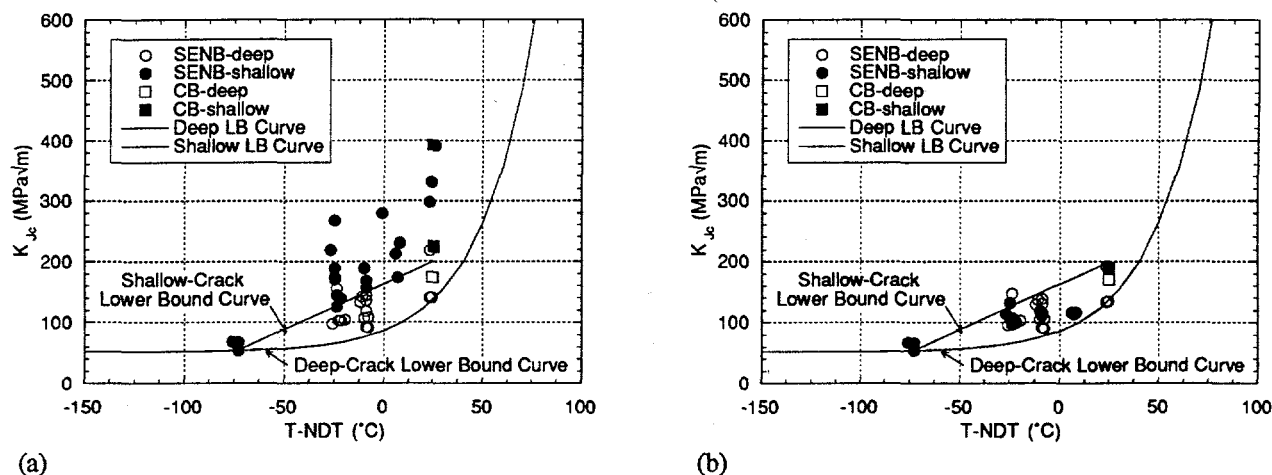 600
500
400
300
200
100
0
K_Jc (MPa√m)
SENB-deep
SENB-shallow
CB-deep
CB-shallow
Deep LB Curve
Shallow LB Curve
Shallow-Crack
Lower Bound Curve
Deep-Crack Lower Bound Curve
-150 -100 -50 0 50 100
T-NDT (°C)
(a)
600
500
400
300
200
100
0
K_Jc (MPa√m)
SENB-deep
SENB-shallow
CB-deep
CB-shallow
Deep LB Curve
Shallow LB Curve
Shallow-Crack
Lower Bound Curve
Deep-Crack Lower Bound Curve
-150 -100 -50 0 50 100
T-NDT (°C)
(b)